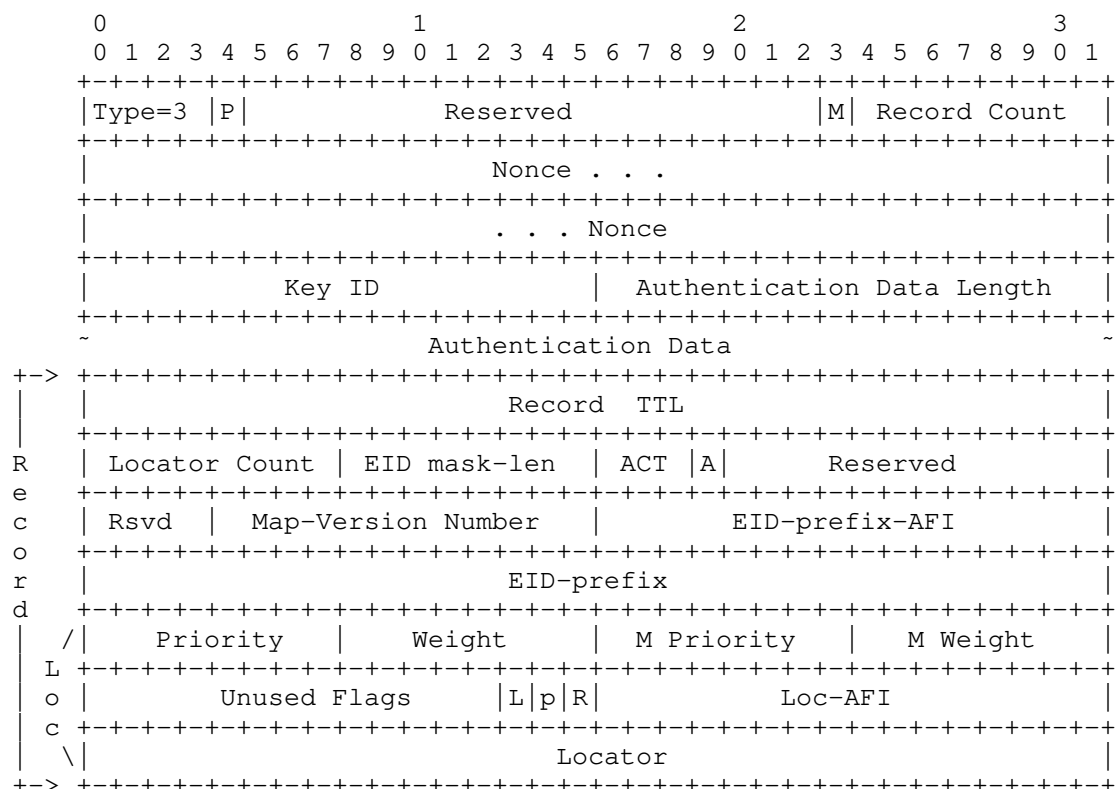 0                   1                   2                   3
        0 1 2 3 4 5 6 7 8 9 0 1 2 3 4 5 6 7 8 9 0 1 2 3 4 5 6 7 8 9 0 1
       +-+-+-+-+-+-+-+-+-+-+-+-+-+-+-+-+-+-+-+-+-+-+-+-+-+-+-+-+-+-+-+-+
       |Type=3 |P|            Reserved               |M| Record Count  |
       +-+-+-+-+-+-+-+-+-+-+-+-+-+-+-+-+-+-+-+-+-+-+-+-+-+-+-+-+-+-+-+-+
       |                         Nonce . . .                           |
       +-+-+-+-+-+-+-+-+-+-+-+-+-+-+-+-+-+-+-+-+-+-+-+-+-+-+-+-+-+-+-+-+
       |                         . . . Nonce                           |
       +-+-+-+-+-+-+-+-+-+-+-+-+-+-+-+-+-+-+-+-+-+-+-+-+-+-+-+-+-+-+-+-+
       |            Key ID             |  Authentication Data Length   |
       +-+-+-+-+-+-+-+-+-+-+-+-+-+-+-+-+-+-+-+-+-+-+-+-+-+-+-+-+-+-+-+-+
       ~                     Authentication Data                       ~
   +-> +-+-+-+-+-+-+-+-+-+-+-+-+-+-+-+-+-+-+-+-+-+-+-+-+-+-+-+-+-+-+-+-+
   |   |                          Record  TTL                          |
   |   +-+-+-+-+-+-+-+-+-+-+-+-+-+-+-+-+-+-+-+-+-+-+-+-+-+-+-+-+-+-+-+-+
   R   | Locator Count | EID mask-len  | ACT |A|      Reserved         |
   e   +-+-+-+-+-+-+-+-+-+-+-+-+-+-+-+-+-+-+-+-+-+-+-+-+-+-+-+-+-+-+-+-+
   c   | Rsvd  |  Map-Version Number   |        EID-prefix-AFI         |
   o   +-+-+-+-+-+-+-+-+-+-+-+-+-+-+-+-+-+-+-+-+-+-+-+-+-+-+-+-+-+-+-+-+
   r   |                          EID-prefix                           |
   d   +-+-+-+-+-+-+-+-+-+-+-+-+-+-+-+-+-+-+-+-+-+-+-+-+-+-+-+-+-+-+-+-+
   |  /|    Priority   |    Weight     |  M Priority   |   M Weight    |
   | L +-+-+-+-+-+-+-+-+-+-+-+-+-+-+-+-+-+-+-+-+-+-+-+-+-+-+-+-+-+-+-+-+
   | o |        Unused Flags     |L|p|R|           Loc-AFI             |
   | c +-+-+-+-+-+-+-+-+-+-+-+-+-+-+-+-+-+-+-+-+-+-+-+-+-+-+-+-+-+-+-+-+
   |  \|                             Locator                           |
   +-> +-+-+-+-+-+-+-+-+-+-+-+-+-+-+-+-+-+-+-+-+-+-+-+-+-+-+-+-+-+-+-+-+